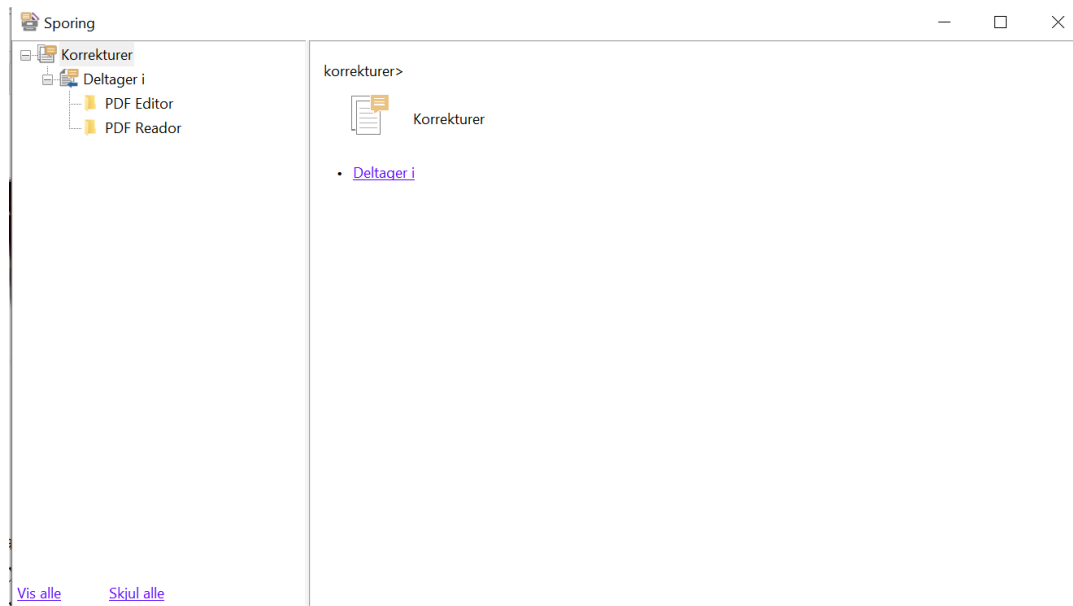 Sporing
Korrekturer
Deltager i
PDF Editor
PDF Reador
Vis alle
Skjul alle
korrekturer>
Korrekturer
• Deltager i